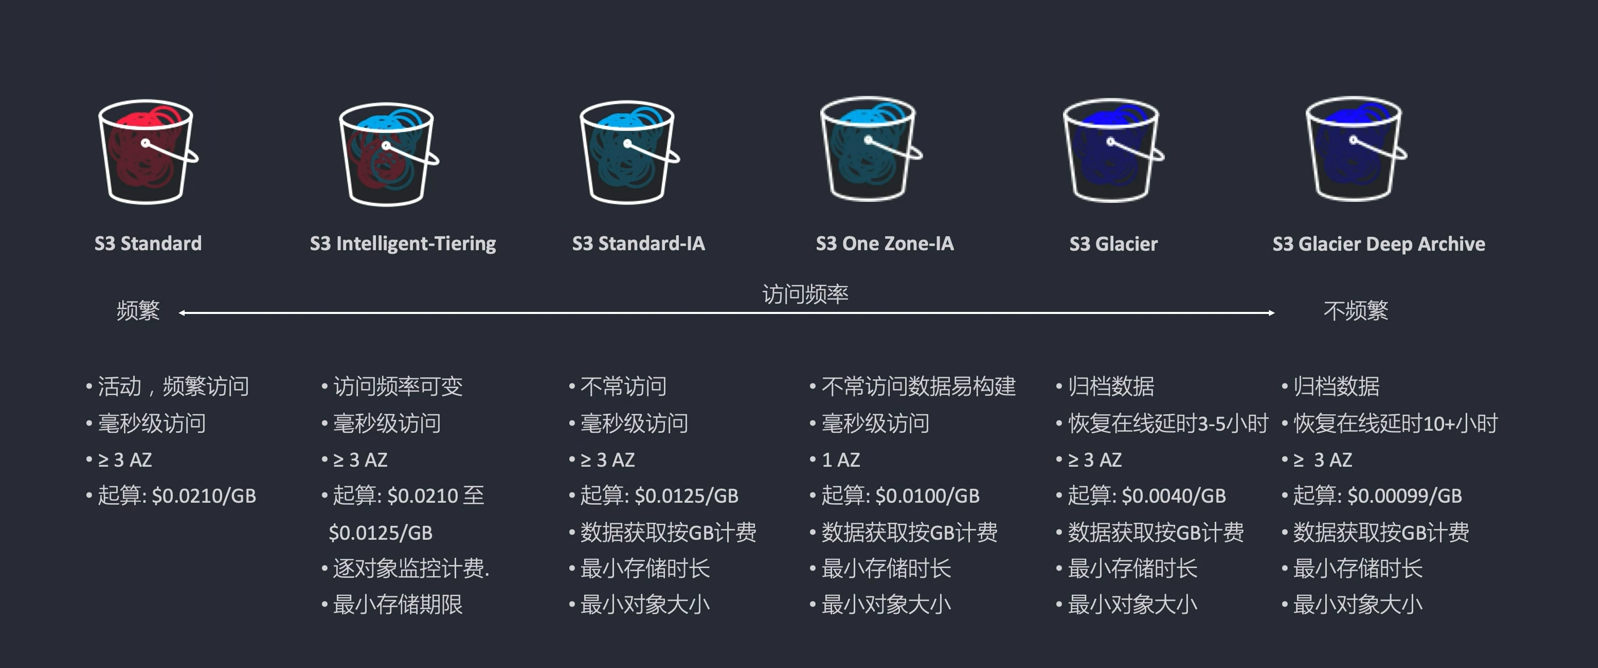 S3 Standard
S3 Intelligent-Tiering
S3 Standard-IA
S3 One Zone-IA
S3 Glacier
S3 Glacier Deep Archive
频繁
访问频率
不频繁
• 活动，频繁访问
• 毫秒级访问
• ≥ 3 AZ
• 起算: $0.0210/GB
• 访问频率可变
• 毫秒级访问
• ≥ 3 AZ
• 起算: $0.0210 至
$0.0125/GB
• 逐对象监控计费.
• 最小存储期限
• 不常访问
• 毫秒级访问
• ≥ 3 AZ
• 起算: $0.0125/GB
• 数据获取按GB计费
• 最小存储时长
• 最小对象大小
• 不常访问数据易构建
• 毫秒级访问
• 1 AZ
• 起算: $0.0100/GB
• 数据获取按GB计费
• 最小存储时长
• 最小对象大小
• 归档数据
• 恢复在线延时3-5小时
• ≥ 3 AZ
• 起算: $0.0040/GB
• 数据获取按GB计费
• 最小存储时长
• 最小对象大小
• 归档数据
• 恢复在线延时10+小时
• ≥ 3 AZ
• 起算: $0.00099/GB
• 数据获取按GB计费
• 最小存储时长
• 最小对象大小